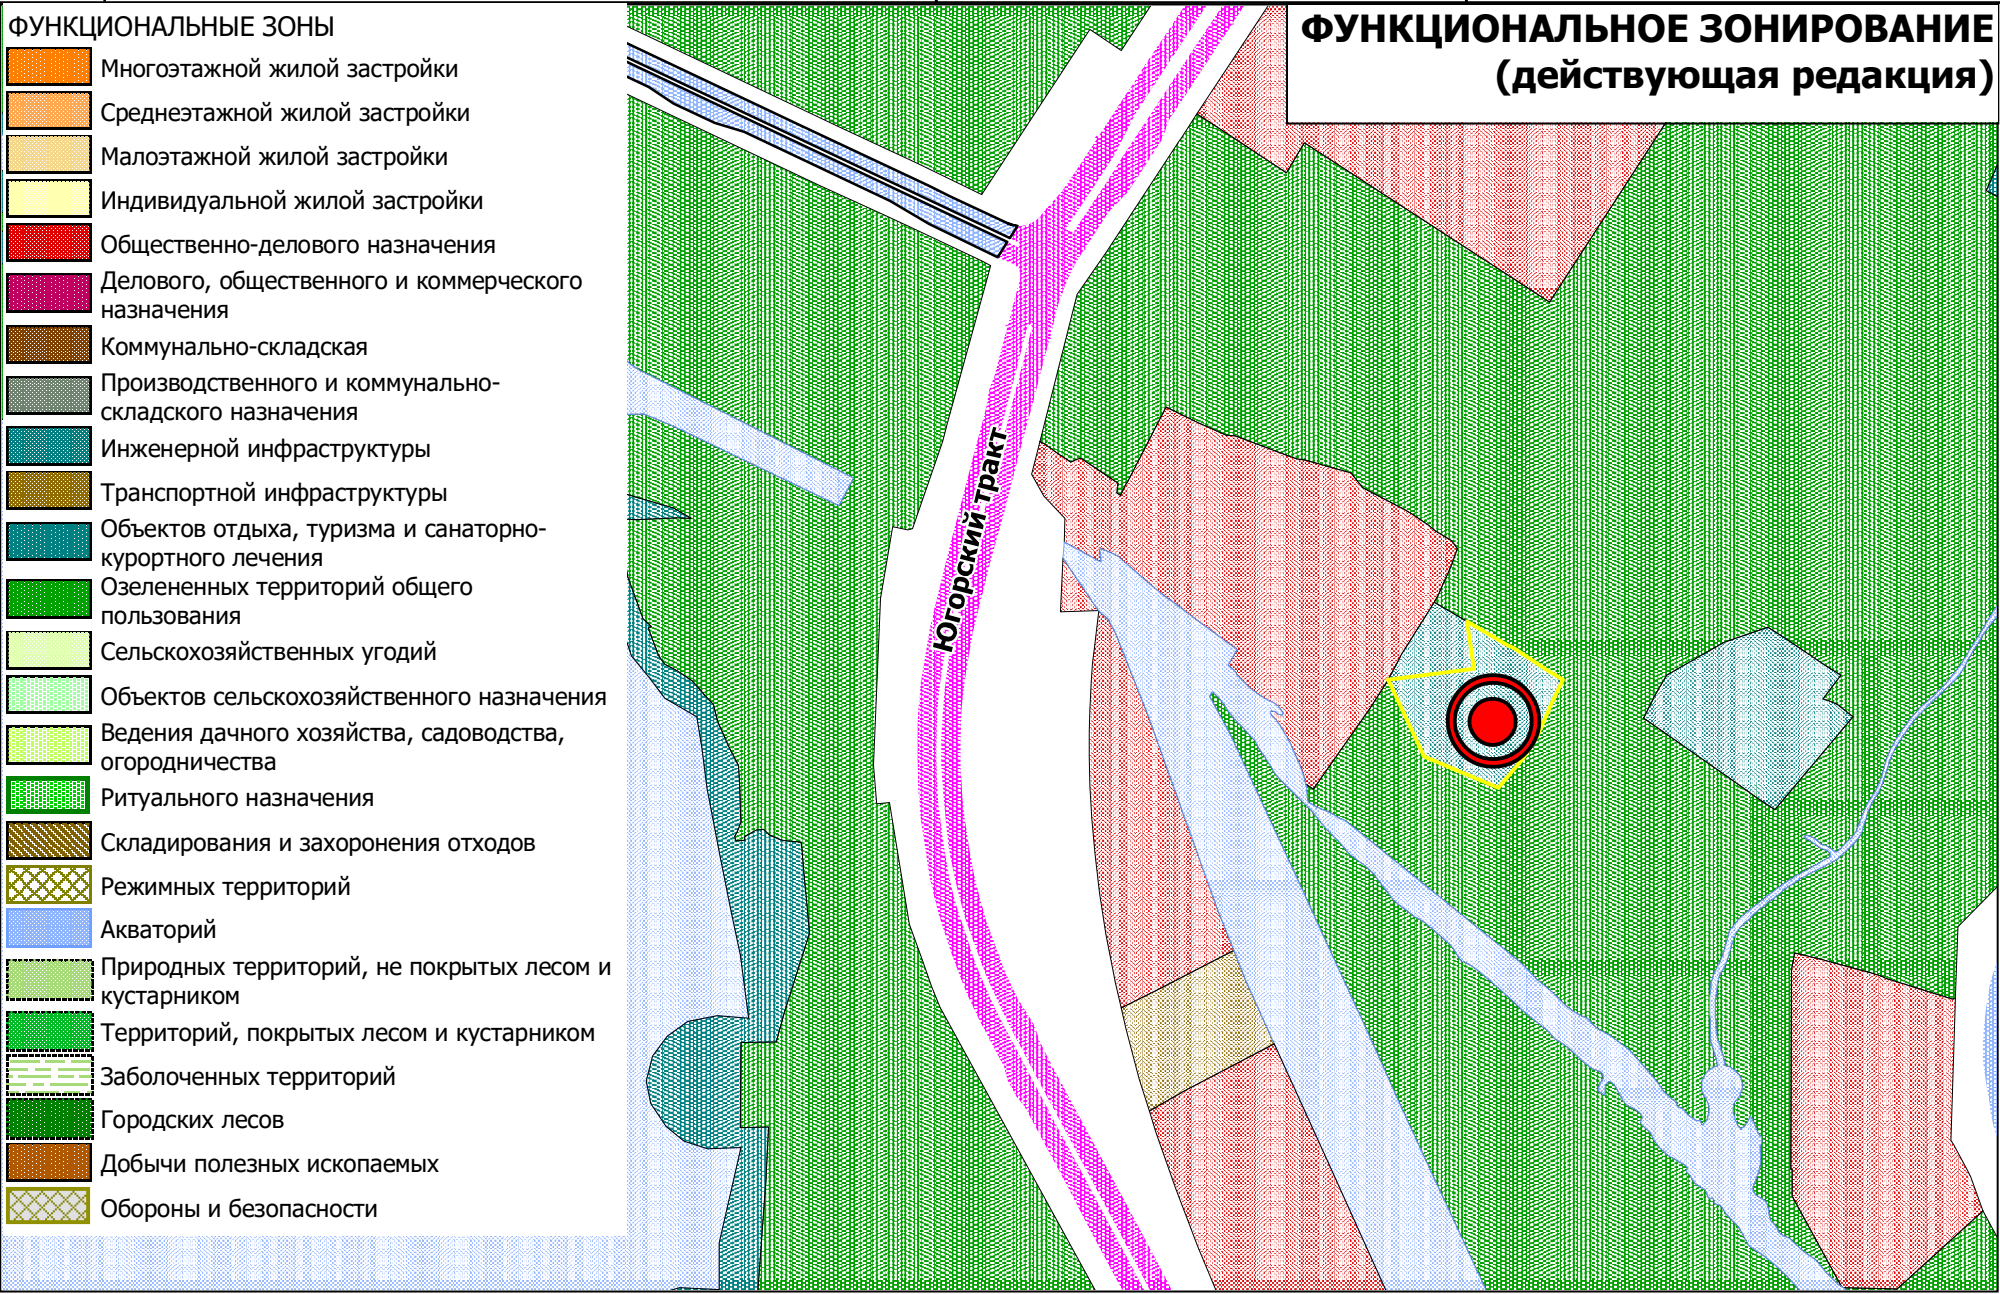 ФУНКЦИОНАЛЬНЫЕ ЗОНЫ
Многоэтажной жилой застройки
Среднеэтажной жилой застройки
Малоэтажной жилой застройки
Индивидуальной жилой застройки
Общественно-делового назначения
Делового, общественного и коммерческого
назначения
Коммунально-складская
Производственного и коммунально-
складского назначения
Инженерной инфраструктуры
Транспортной инфраструктуры
Объектов отдыха, туризма и санаторно-
курортного лечения
Озелененных территорий общего
пользования
Сельскохозяйственных угодий
Объектов сельскохозяйственного назначения
Ведения дачного хозяйства, садоводства,
огородничества
Ритуального назначения
Складирования и захоронения отходов
Режимных территорий
Акваторий
Природных территорий, не покрытых лесом и
кустарником
Территорий, покрытых лесом и кустарником
Заболоченных территорий
Городских лесов
Добычи полезных ископаемых
Обороны и безопасности
ФУНКЦИОНАЛЬНОЕ ЗОНИРОВАНИЕ
(действующая редакция)
Югорский тракт